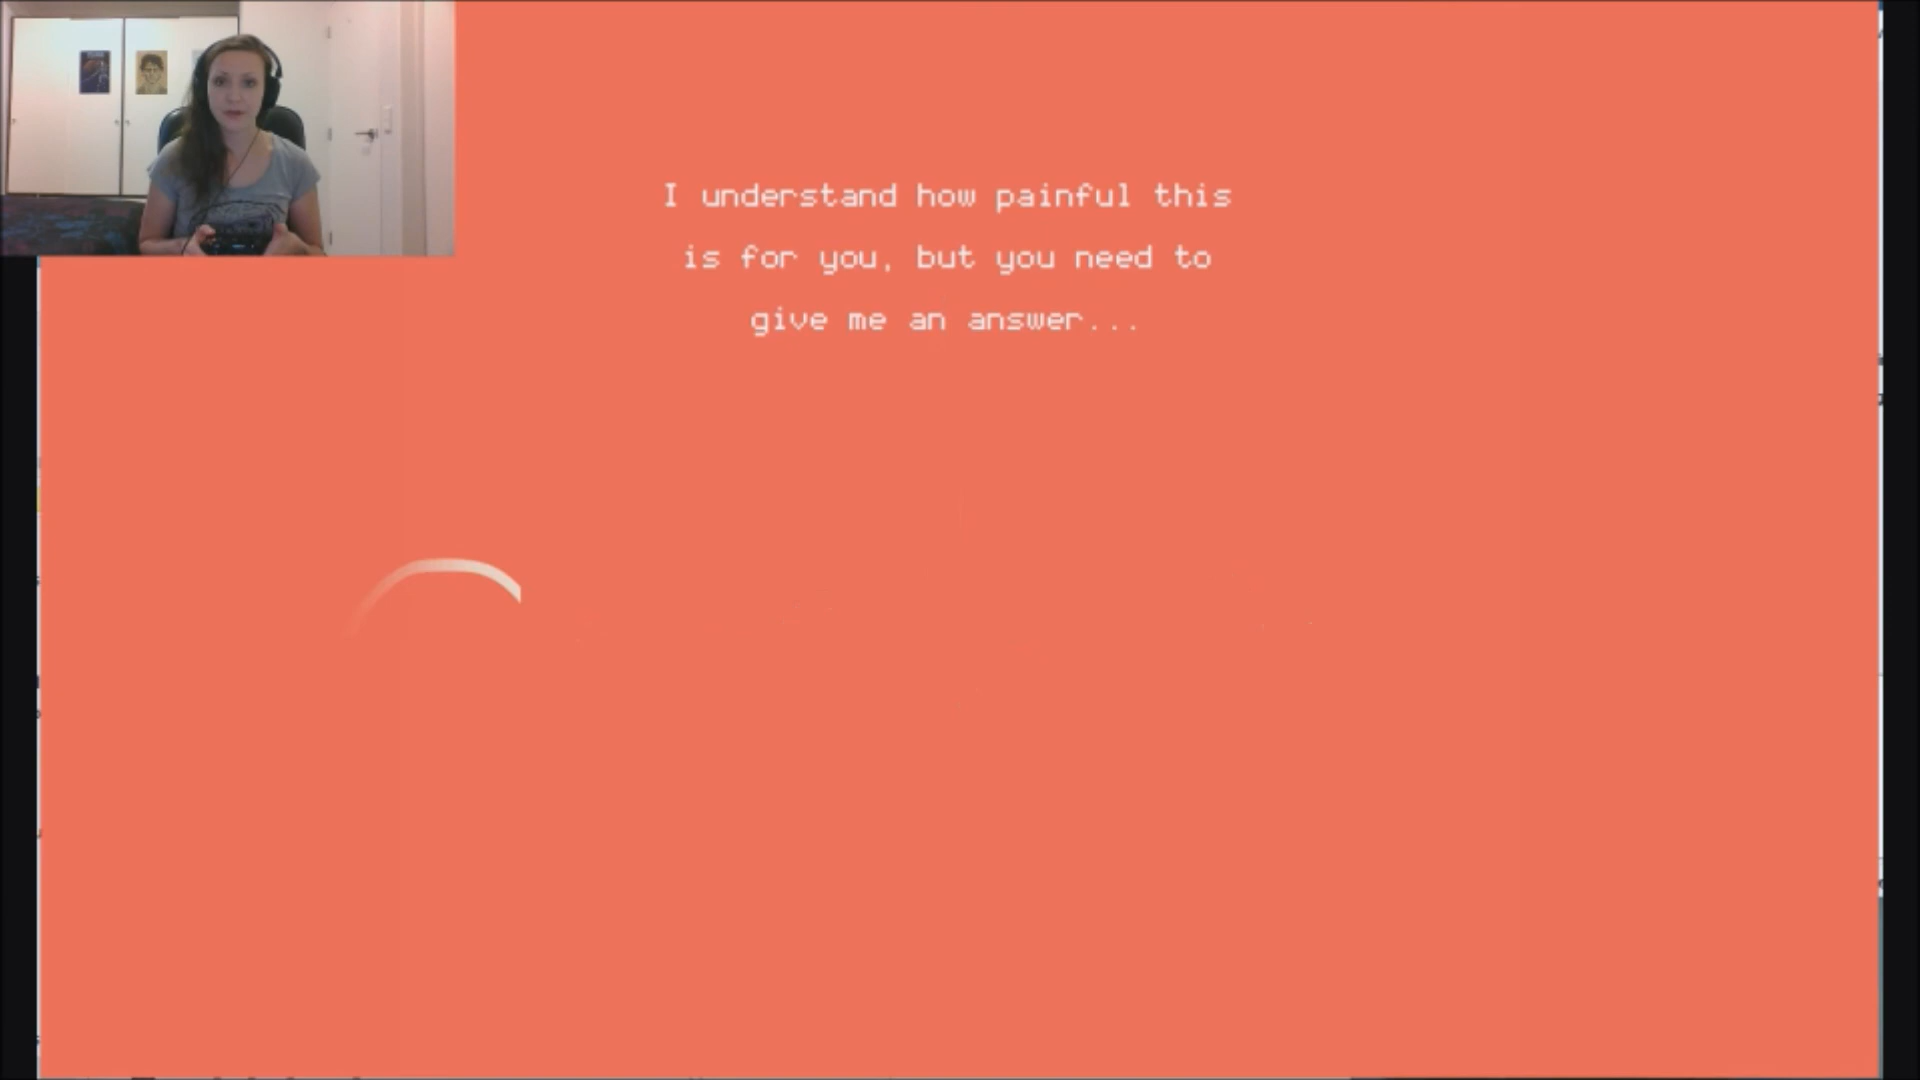 I understand how painful this
is for you, but you need to
give me an answer...